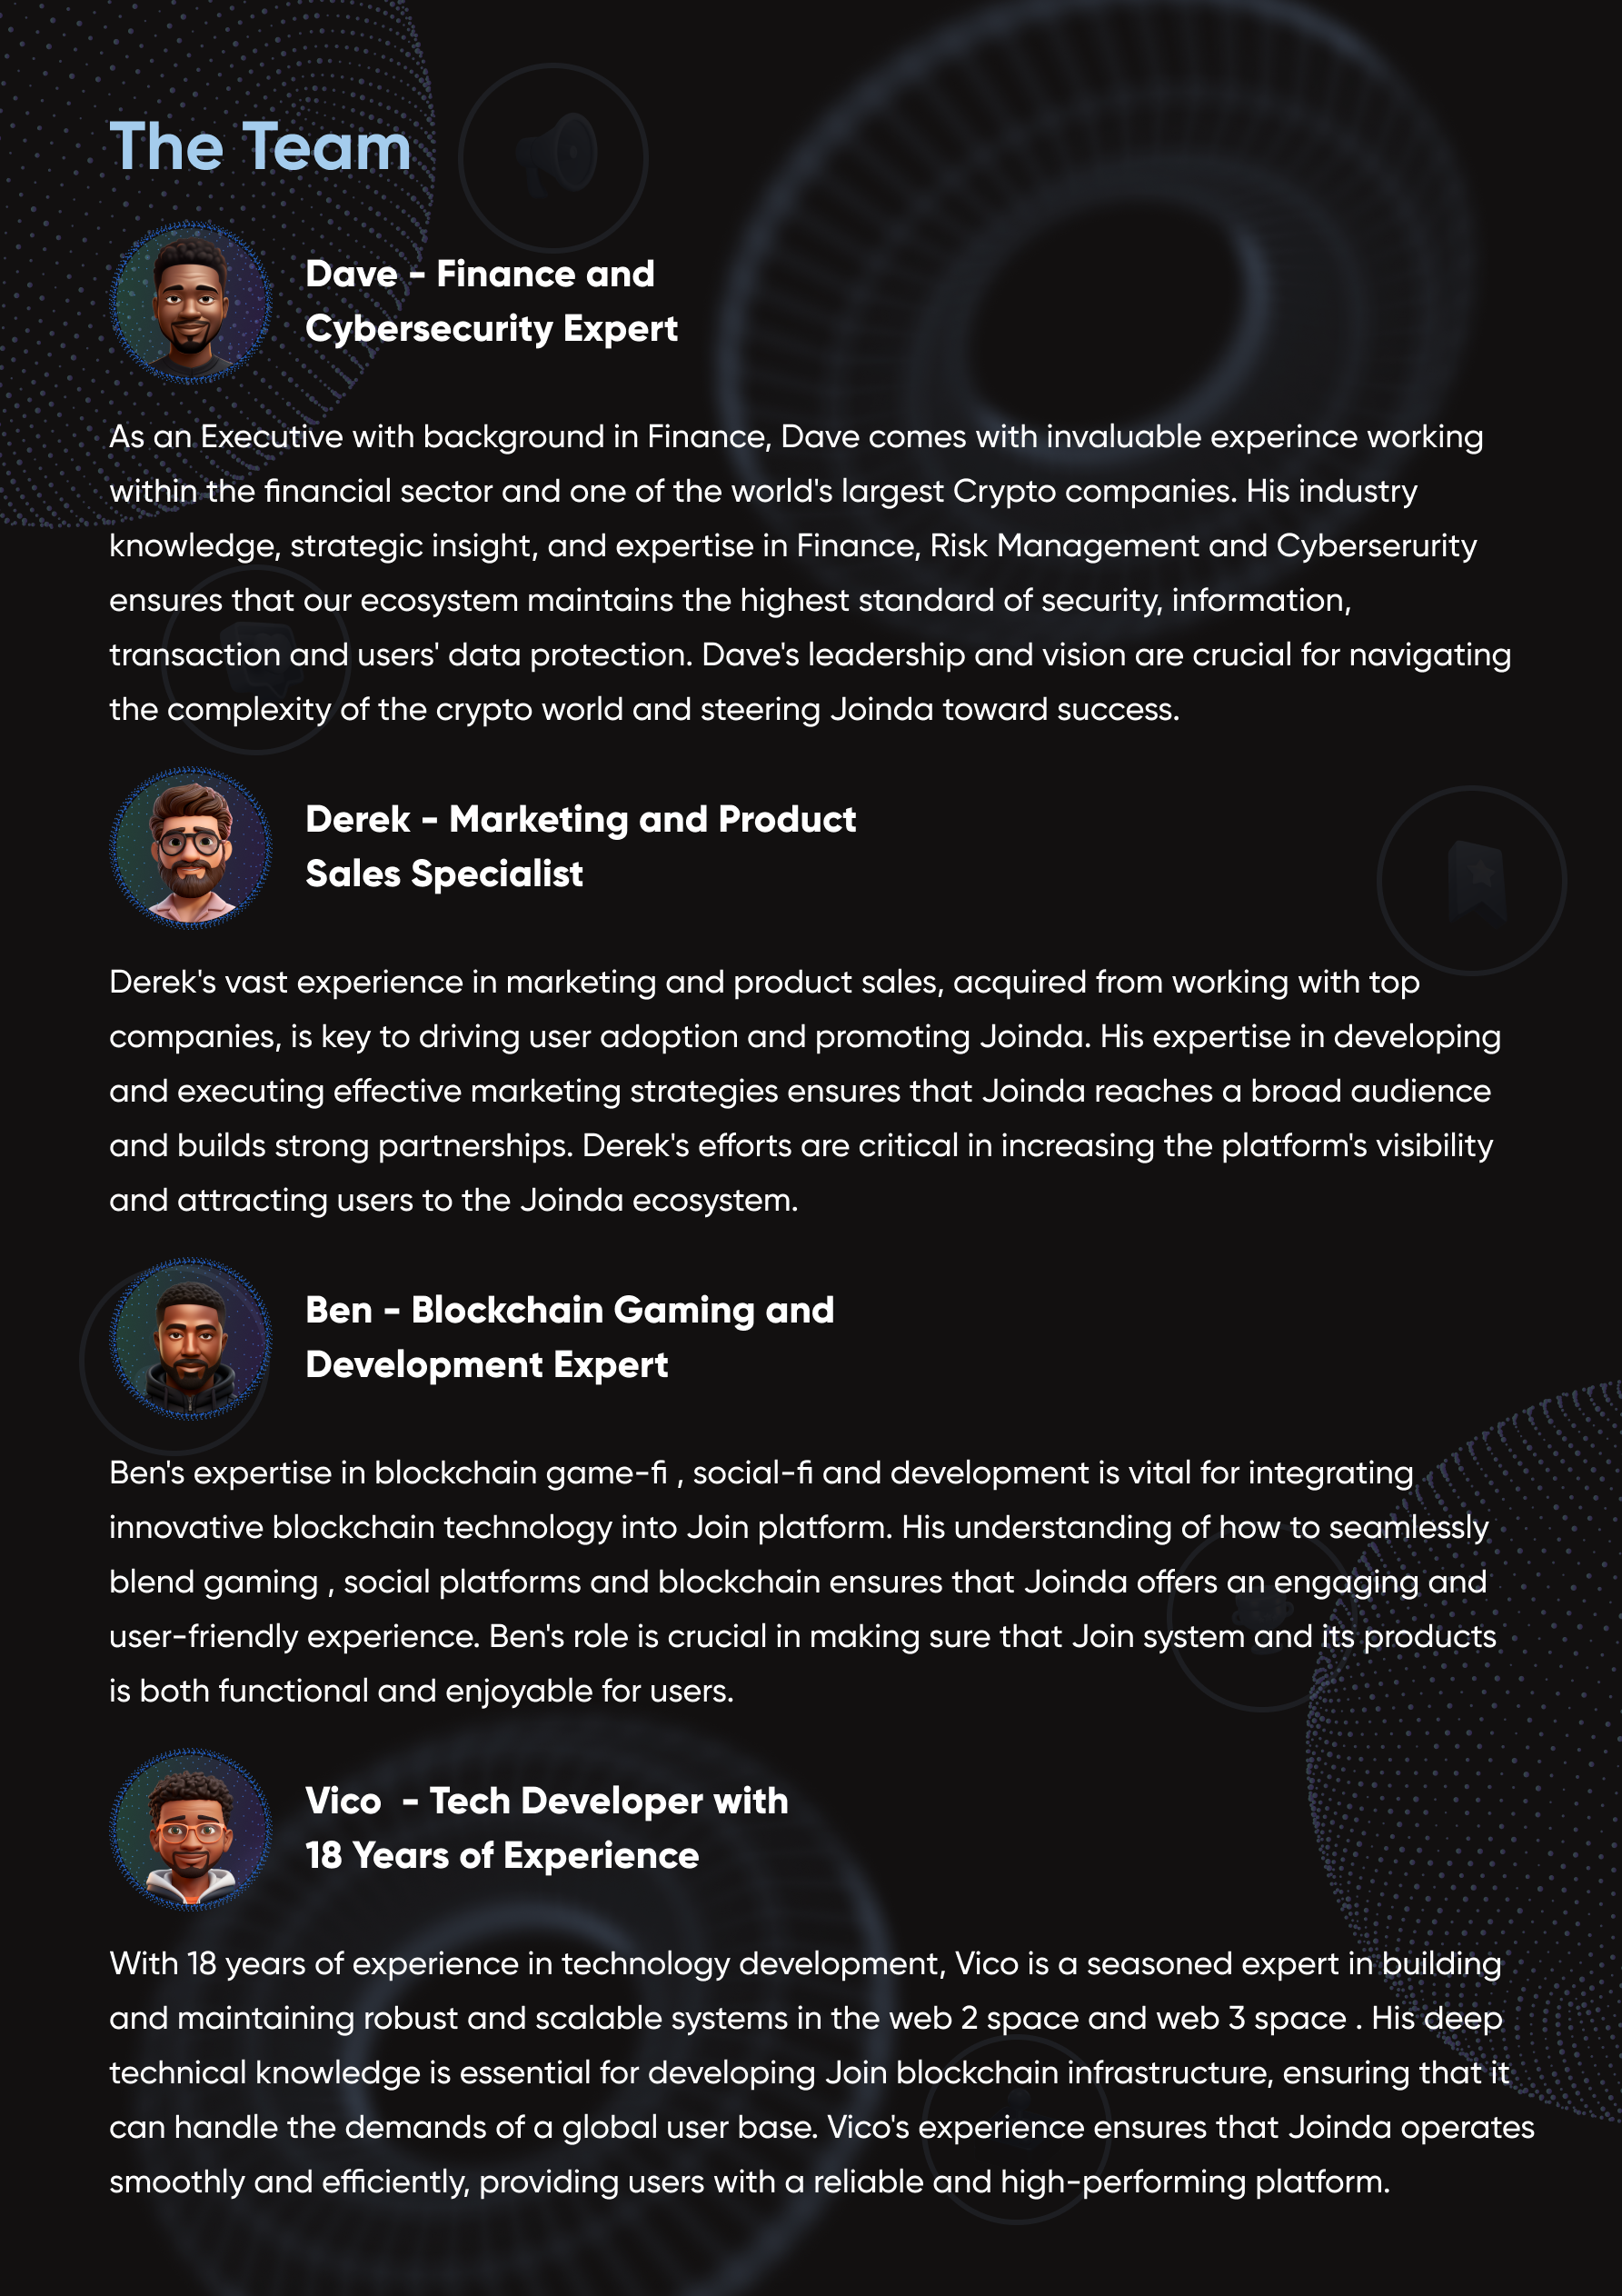 The Team
Dave - Finance and
Cybersecurity Expert
As an Executive with background in Finance, Dave comes with invaluable experince working
within the financial sector and one of the world's largest Crypto companies. His industry
knowledge, strategic insight, and expertise in Finance, Risk Management and Cyberserurity
ensures that our ecosystem maintains the highest standard of security, information,
transaction and users' data protection. Dave's leadership and vision are crucial for navigating
the complexity of the crypto world and steering Joinda toward success.
Derek - Marketing and Product
Sales Specialist
Derek's vast experience in marketing and product sales, acquired from working with top
companies, is key to driving user adoption and promoting Joinda. His expertise in developing
and executing effective marketing strategies ensures that Joinda reaches a broad audience
and builds strong partnerships. Derek's efforts are critical in increasing the platform's visibility
and attracting users to the Joinda ecosystem.
Ben - Blockchain Gaming and
Development Expert
Ben's expertise in blockchain game-fi , social-fi and development is vital for integrating
innovative blockchain technology into Join platform. His understanding of how to seamlessly
blend gaming , social platforms and blockchain ensures that Joinda offers an engaging and
user-friendly experience. Ben's role is crucial in making sure that Join system and its products
is both functional and enjoyable for users.
Vico  - Tech Developer with
18 Years of Experience
With 18 years of experience in technology development, Vico is a seasoned expert in building
and maintaining robust and scalable systems in the web 2 space and web 3 space . His deep
technical knowledge is essential for developing Join blockchain infrastructure, ensuring that it
can handle the demands of a global user base. Vico's experience ensures that Joinda operates
smoothly and efficiently, providing users with a reliable and high-performing platform.